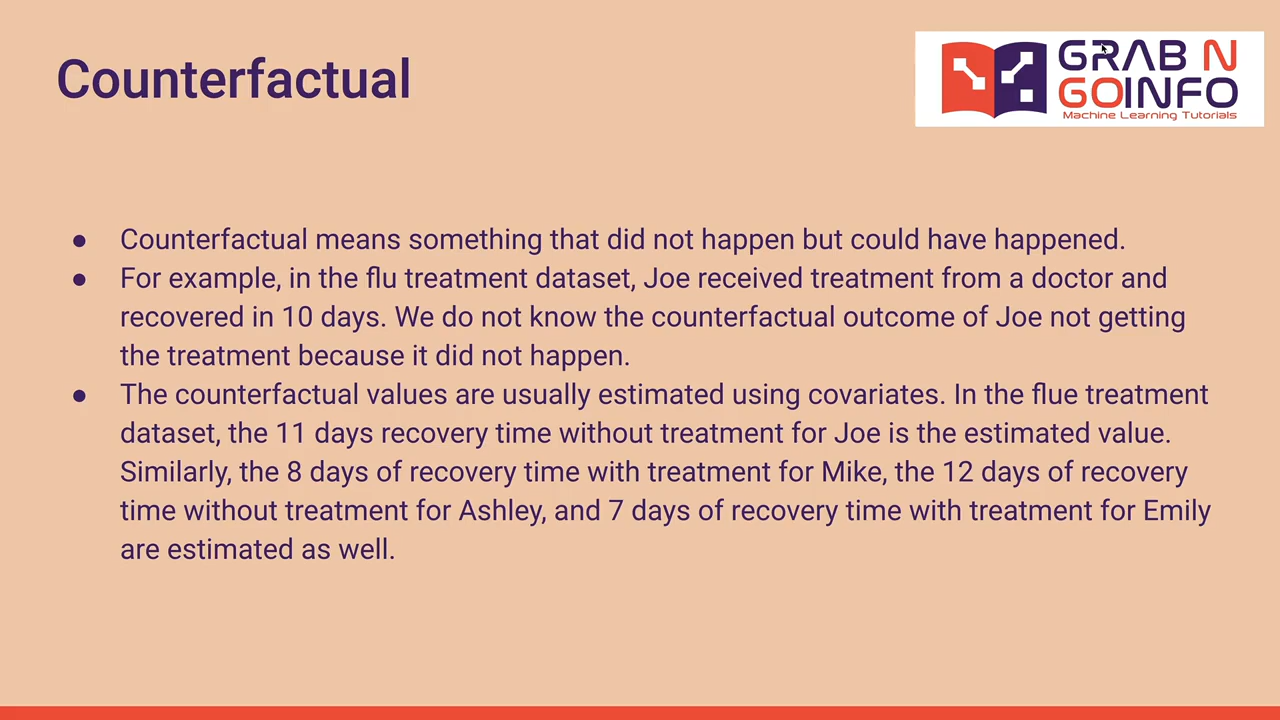 Counterfactual
GRAB N
GOINFO
Machine Learning Tutorials
● Counterfactual means something that did not happen but could have happened.
● For example, in the flu treatment dataset, Joe received treatment from a doctor and
recovered in 10 days. We do not know the counterfactual outcome of Joe not getting
the treatment because it did not happen.
● The counterfactual values are usually estimated using covariates. In the flue treatment
dataset, the 11 days recovery time without treatment for Joe is the estimated value.
Similarly, the 8 days of recovery time with treatment for Mike, the 12 days of recovery
time without treatment for Ashley, and 7 days of recovery time with treatment for Emily
are estimated as well.